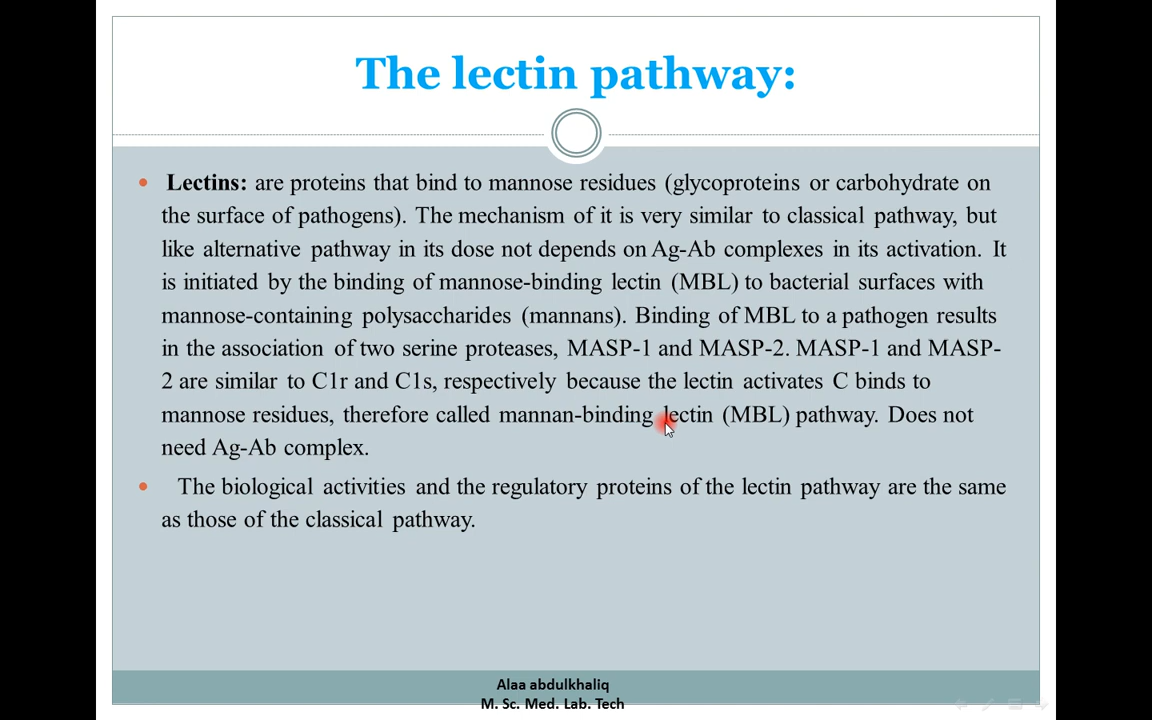 The lectin pathway:
• Lectins: are proteins that bind to mannose residues (glycoproteins or carbohydrate on
the surface of pathogens). The mechanism of it is very similar to classical pathway, but
like alternative pathway in its dose not depends on Ag-Ab complexes in its activation. It
is initiated by the binding of mannose-binding lectin (MBL) to bacterial surfaces with
mannose-containing polysaccharides (mannans). Binding of MBL to a pathogen results
in the association of two serine proteases, MASP-1 and MASP-2. MASP-1 and MASP-
2 are similar to C1r and C1s, respectively because the lectin activates C binds to
mannose residues, therefore called mannan-binding lectin (MBL) pathway. Does not
need Ag-Ab complex.
• The biological activities and the regulatory proteins of the lectin pathway are the same
as those of the classical pathway.
Alaa abdulkhaliq
M. Sc. Med. Lab. Tech